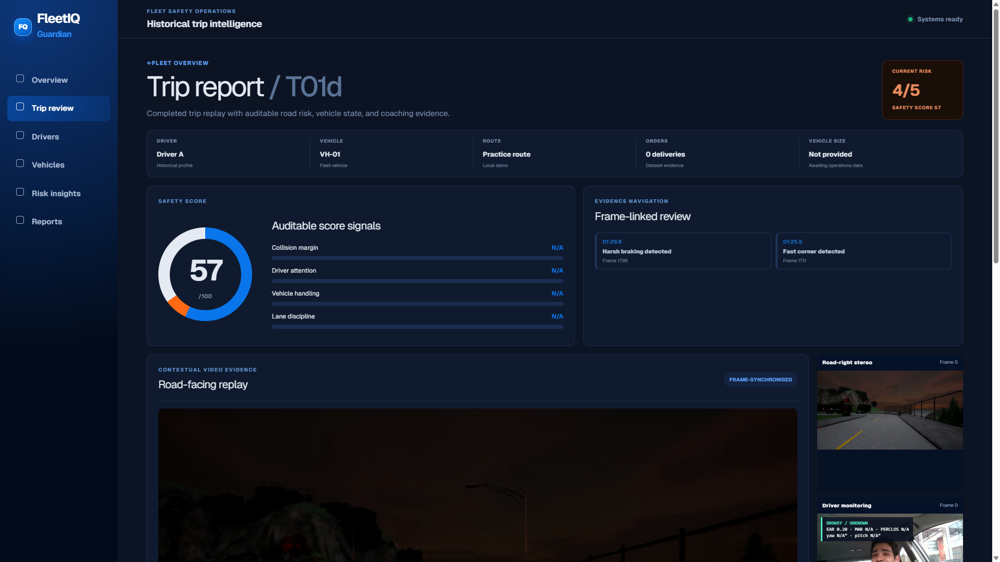 FQ
FleetIQ
Guardian
Overview
Trip review
Drivers
Vehicles
Risk insights
Reports
FLEET SAFETY OPERATIONS
Historical trip intelligence
Systems ready
←FLEET OVERVIEW
Trip report / T01d
Completed trip replay with auditable road risk, vehicle state, and coaching evidence.
CURRENT RISK
4/5
SAFETY SCORE 57
DRIVER
Driver A
Historical profile
VEHICLE
VH-01
Fleet vehicle
ROUTE
Practice route
Local demo
ORDERS
0 deliveries
Dataset evidence
VEHICLE SIZE
Not provided
Awaiting operations data
SAFETY SCORE
57
/100
Auditable score signals
Collision margin N/A
Driver attention N/A
Vehicle handling N/A
Lane discipline N/A
EVIDENCE NAVIGATION
Frame-linked review
01:29.8
Harsh braking detected
Frame 1795
01:25.5
Fast corner detected
Frame 1711
CONTEXTUAL VIDEO EVIDENCE
Road-facing replay
FRAME-SYNCHRONISED
Road-right stereo Frame 0
Driver monitoring Frame 0
DROWSY / UNKNOWN
EAR 0.20 · MAR N/A · PERCLOS N/A
yaw N/A° · pitch N/A°